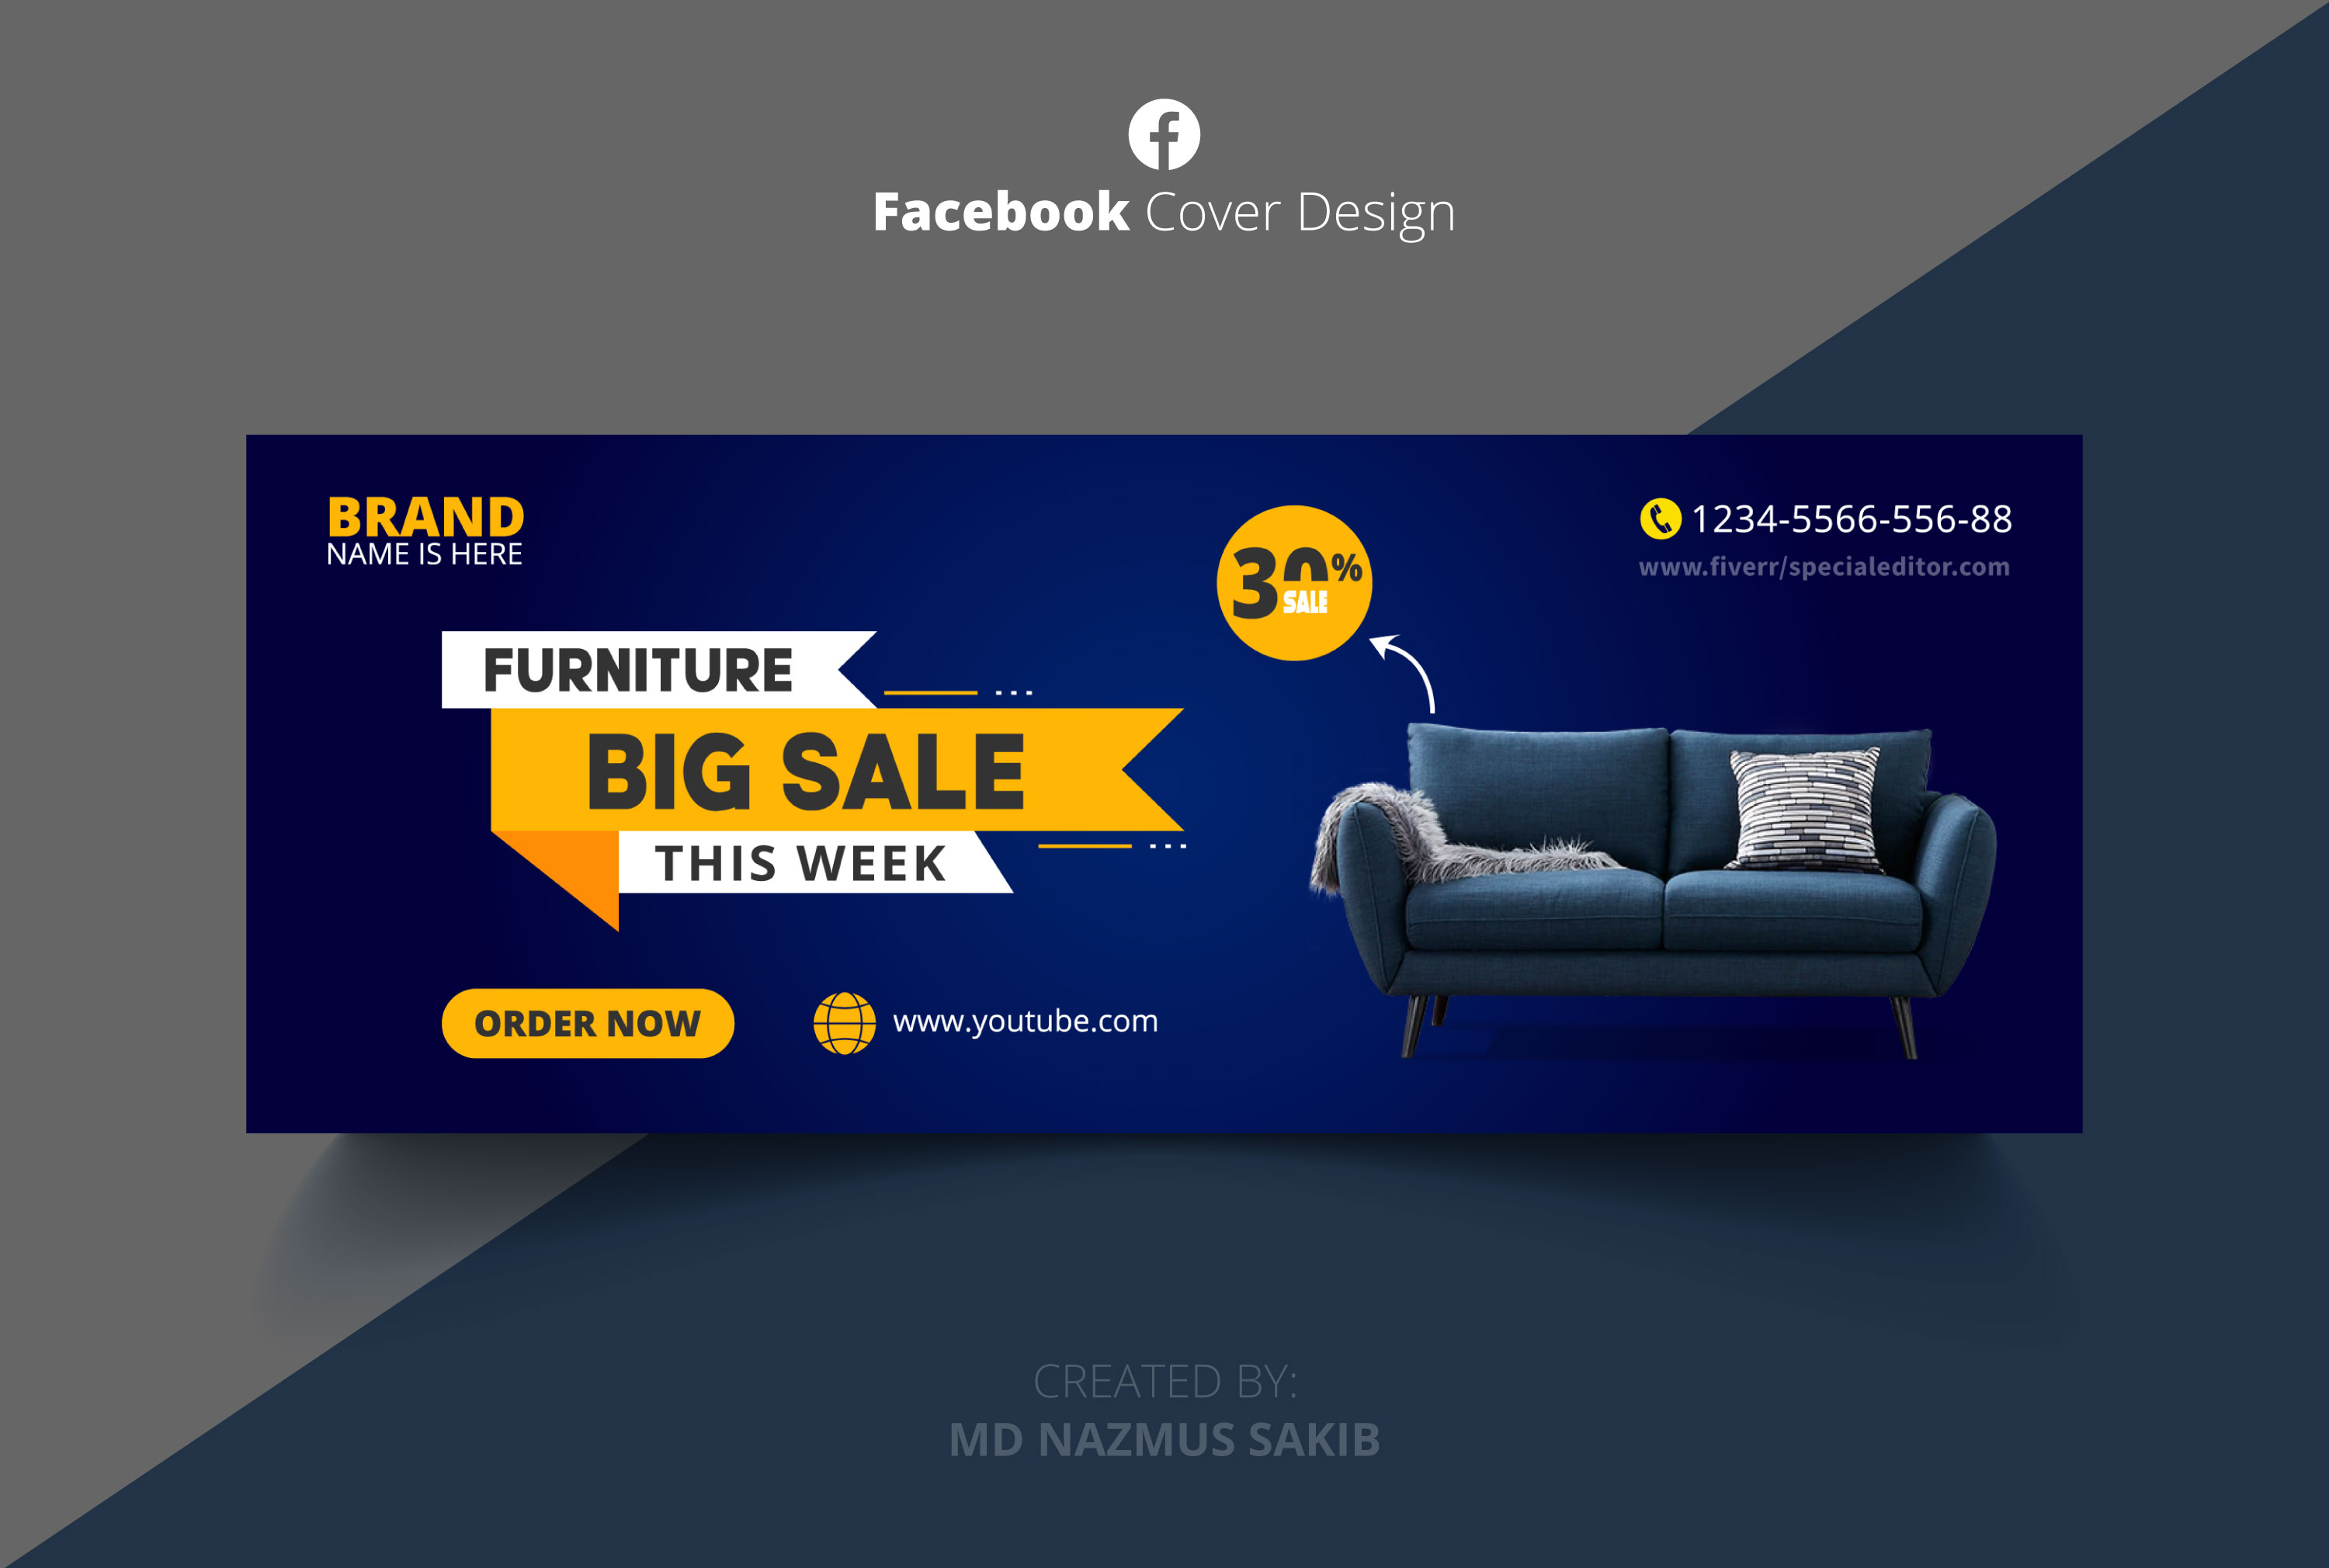 Facebook Cover Design
BRAND
NAME IS HERE
1234-5566-556-88
www.fiverr/specialeditor.com
30%
SALE
FURNITURE
BIG SALE
THIS WEEK
ORDER NOW
www.youtube.com
CREATED BY:
MD NAZMUS SAKIB